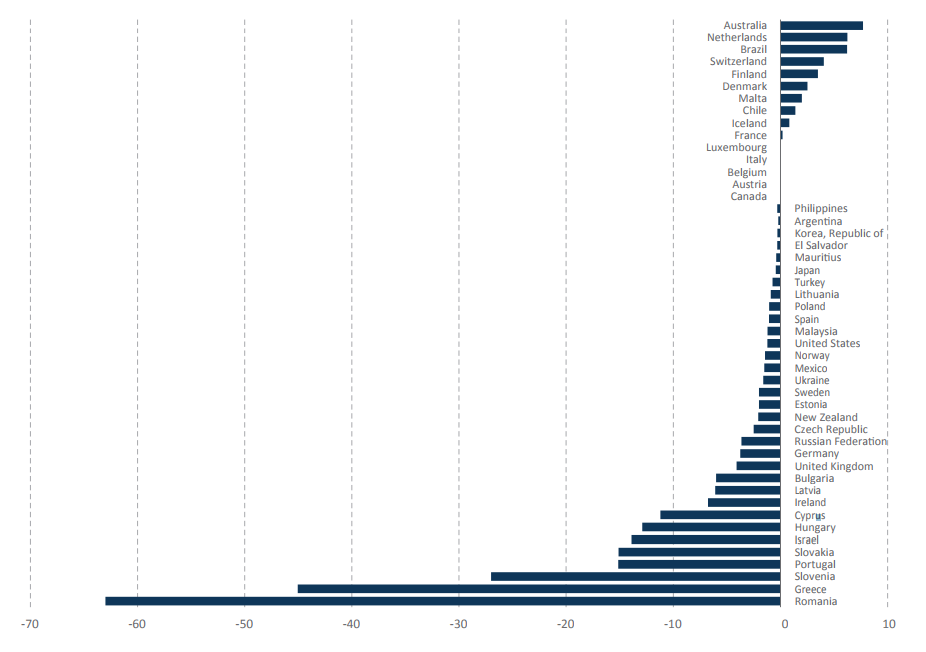 Australia
Netherlands
Brazil
Switzerland
Finland
Denmark
Malta
Chile
Iceland
France
Luxembourg
Italy
Belgium
Austria
Canada
Philippines
Argentina
Korea, Republic of
El Salvador
Mauritius
Japan
Turkey
Lithuania
Poland
Spain
Malaysia
United States
Norway
Mexico
Ukraine
Sweden
Estonia
New Zealand
Czech Republic
Russian Federation
Germany
United Kingdom
Bulgaria
Latvia
Ireland
Cyprus
Hungary
Israel
Slovakia
Portugal
Slovenia
Greece
Romania
-70 -60 -50 -40 -30 -20 -10 0 10